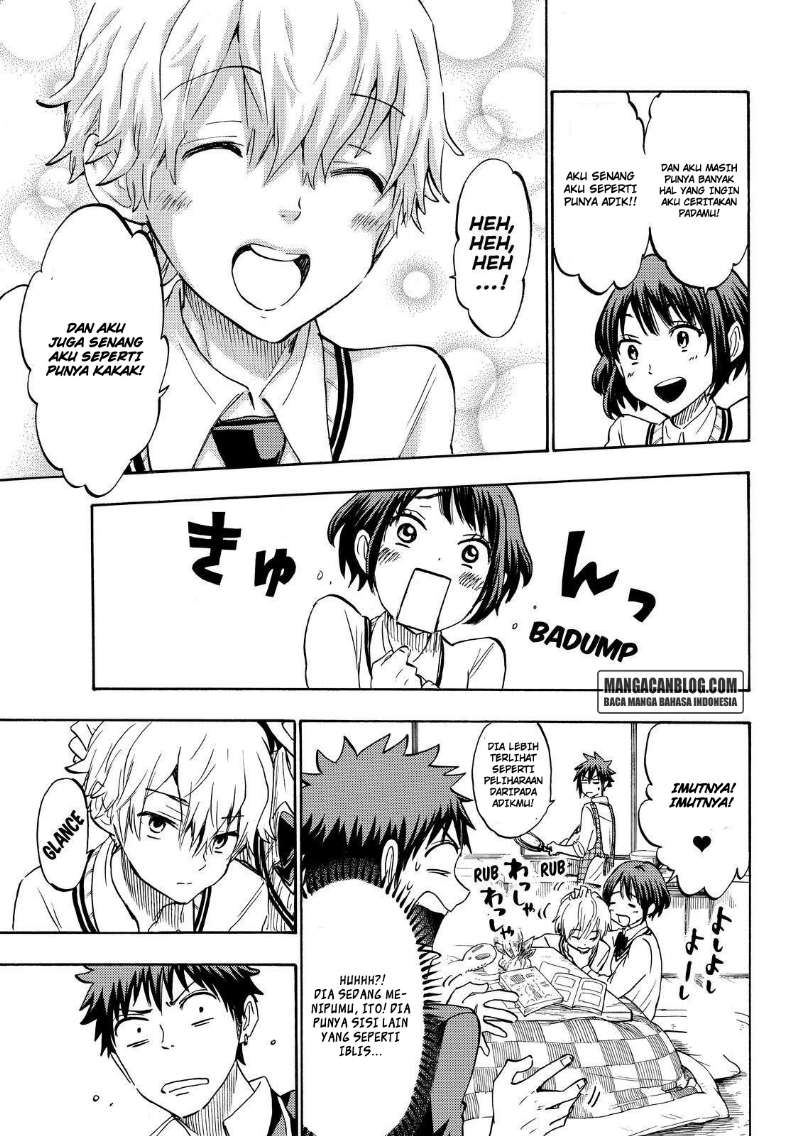 DAN AKU MASIH
PUNYA BANYAK
HAL YANG INGIN
AKU CERITAKAN
PADAMU!
AKU SENANG
AKU SEPERTI
PUNYA ADIK!!
HEH,
HEH,
HEH
...!
DAN AKU
JUGA SENANG
AKU SEPERTI
PUNYA KAKAK!
きゅんっ
BADUMP
MANGACANBLOG.COM
BACA MANGA BAHASA INDONESIA
IMUTNYA!
IMUTNYA!
♥
DIA LEBIH
TERLIHAT
SEPERTI
PELIHARAAN
DARIPADA
ADIKMU!
RUB
RUB
わっしゃ
わっしゃ
よしよし
よーし
HUHHH?!
DIA SEDANG ME-
NIPUMU, ITO! DIA
PUNYA SISI LAIN
YANG SEPERTI
IBLIS...
GLANCE